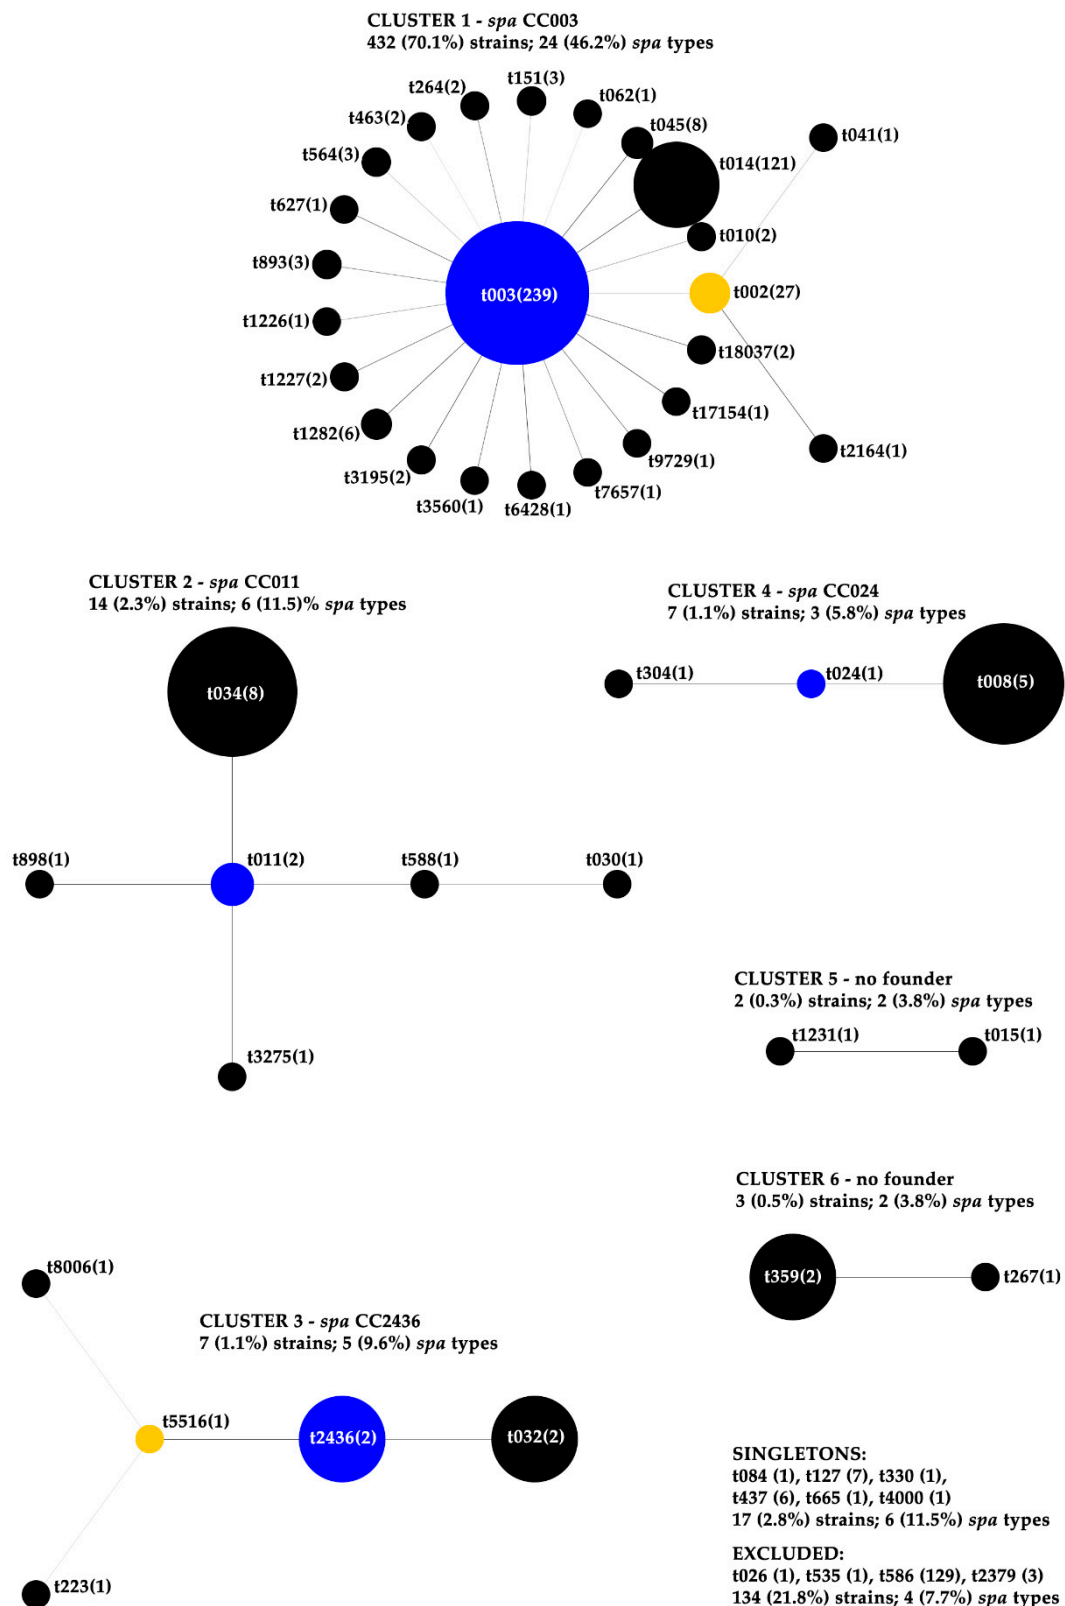 CLUSTER 1 - spa CC003
432 (70.1%) strains; 24 (46.2%) spa types
t151(3)
t264(2)
t062(1)
t463(2)
t045(8)
t041(1)
t564(3)
t014(121)
t627(1)
t010(2)
t893(3)
t003(239)
t002(27)
t1226(1)
t18037(2)
t1227(2)
t17154(1)
t1282(6)
t9729(1)
t2164(1)
t3195(2)
t7657(1)
t3560(1)
t6428(1)
CLUSTER 2 - spa CC011
14 (2.3%) strains; 6 (11.5)% spa types
t034(8)
t898(1)
t011(2)
t588(1)
t030(1)
t3275(1)
CLUSTER 4 - spa CC024
7 (1.1%) strains; 3 (5.8%) spa types
t304(1)
t024(1)
t008(5)
CLUSTER 5 - no founder
2 (0.3%) strains; 2 (3.8%) spa types
t1231(1)
t015(1)
CLUSTER 6 - no founder
3 (0.5%) strains; 2 (3.8%) spa types
t359(2)
t267(1)
t8006(1)
CLUSTER 3 - spa CC2436
7 (1.1%) strains; 5 (9.6%) spa types
t5516(1)
t2436(2)
t032(2)
t223(1)
SINGLETONS:
t084 (1), t127 (7), t330 (1),
t437 (6), t665 (1), t4000 (1)
17 (2.8%) strains; 6 (11.5%) spa types
EXCLUDED:
t026 (1), t535 (1), t586 (129), t2379 (3)
134 (21.8%) strains; 4 (7.7%) spa types